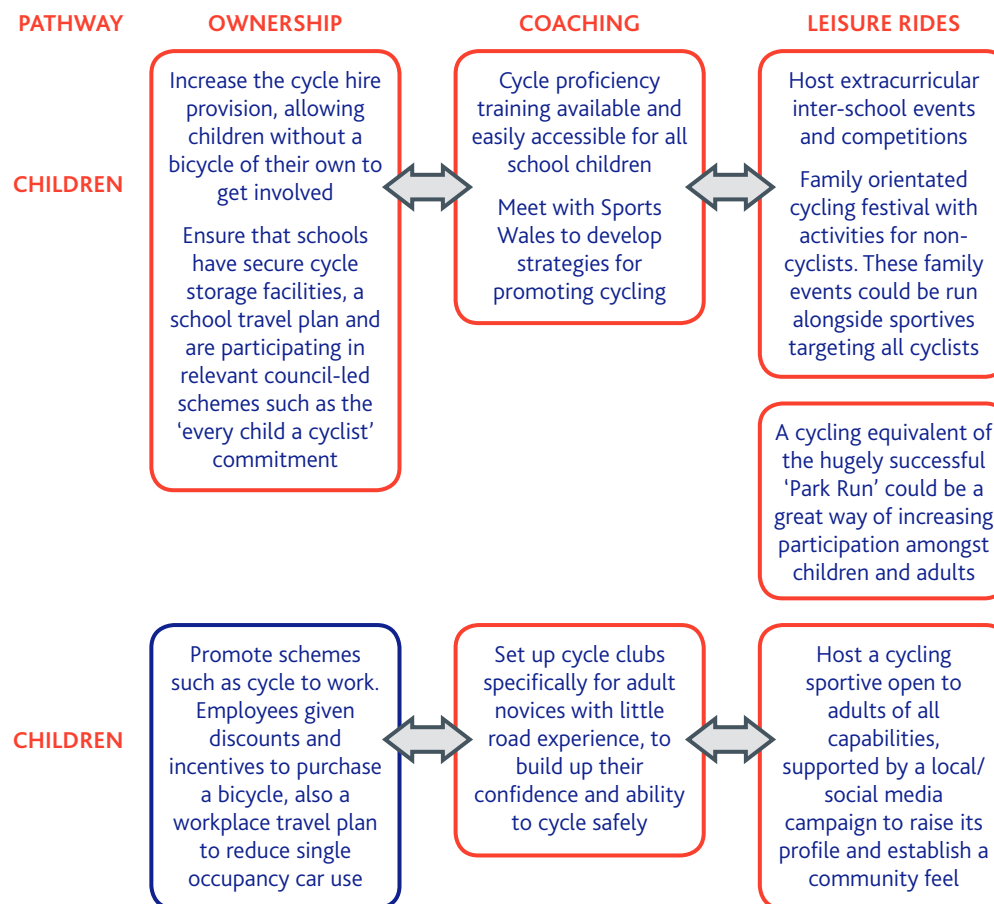 PATHWAY
OWNERSHIP
COACHING
LEISURE RIDES
CHILDREN
Increase the cycle hire
provision, allowing
children without a
bicycle of their own to
get involved
Ensure that schools
have secure cycle
storage facilities, a
school travel plan and
are participating in
relevant council-led
schemes such as the
‘every child a cyclist’
commitment
Cycle proficiency
training available and
easily accessible for all
school children
Meet with Sports
Wales to develop
strategies for
promoting cycling
Host extracurricular
inter-school events
and competitions
Family orientated
cycling festival with
activities for non-
cyclists. These family
events could be run
alongside sportives
targeting all cyclists
A cycling equivalent of
the hugely successful
‘Park Run’ could be a
great way of increasing
participation amongst
children and adults
CHILDREN
Promote schemes
such as cycle to work.
Employees given
discounts and
incentives to purchase
a bicycle, also a
workplace travel plan
to reduce single
occupancy car use
Set up cycle clubs
specifically for adult
novices with little
road experience, to
build up their
confidence and ability
to cycle safely
Host a cycling
sportive open to
adults of all
capabilities,
supported by a local/
social media
campaign to raise its
profile and establish a
community feel